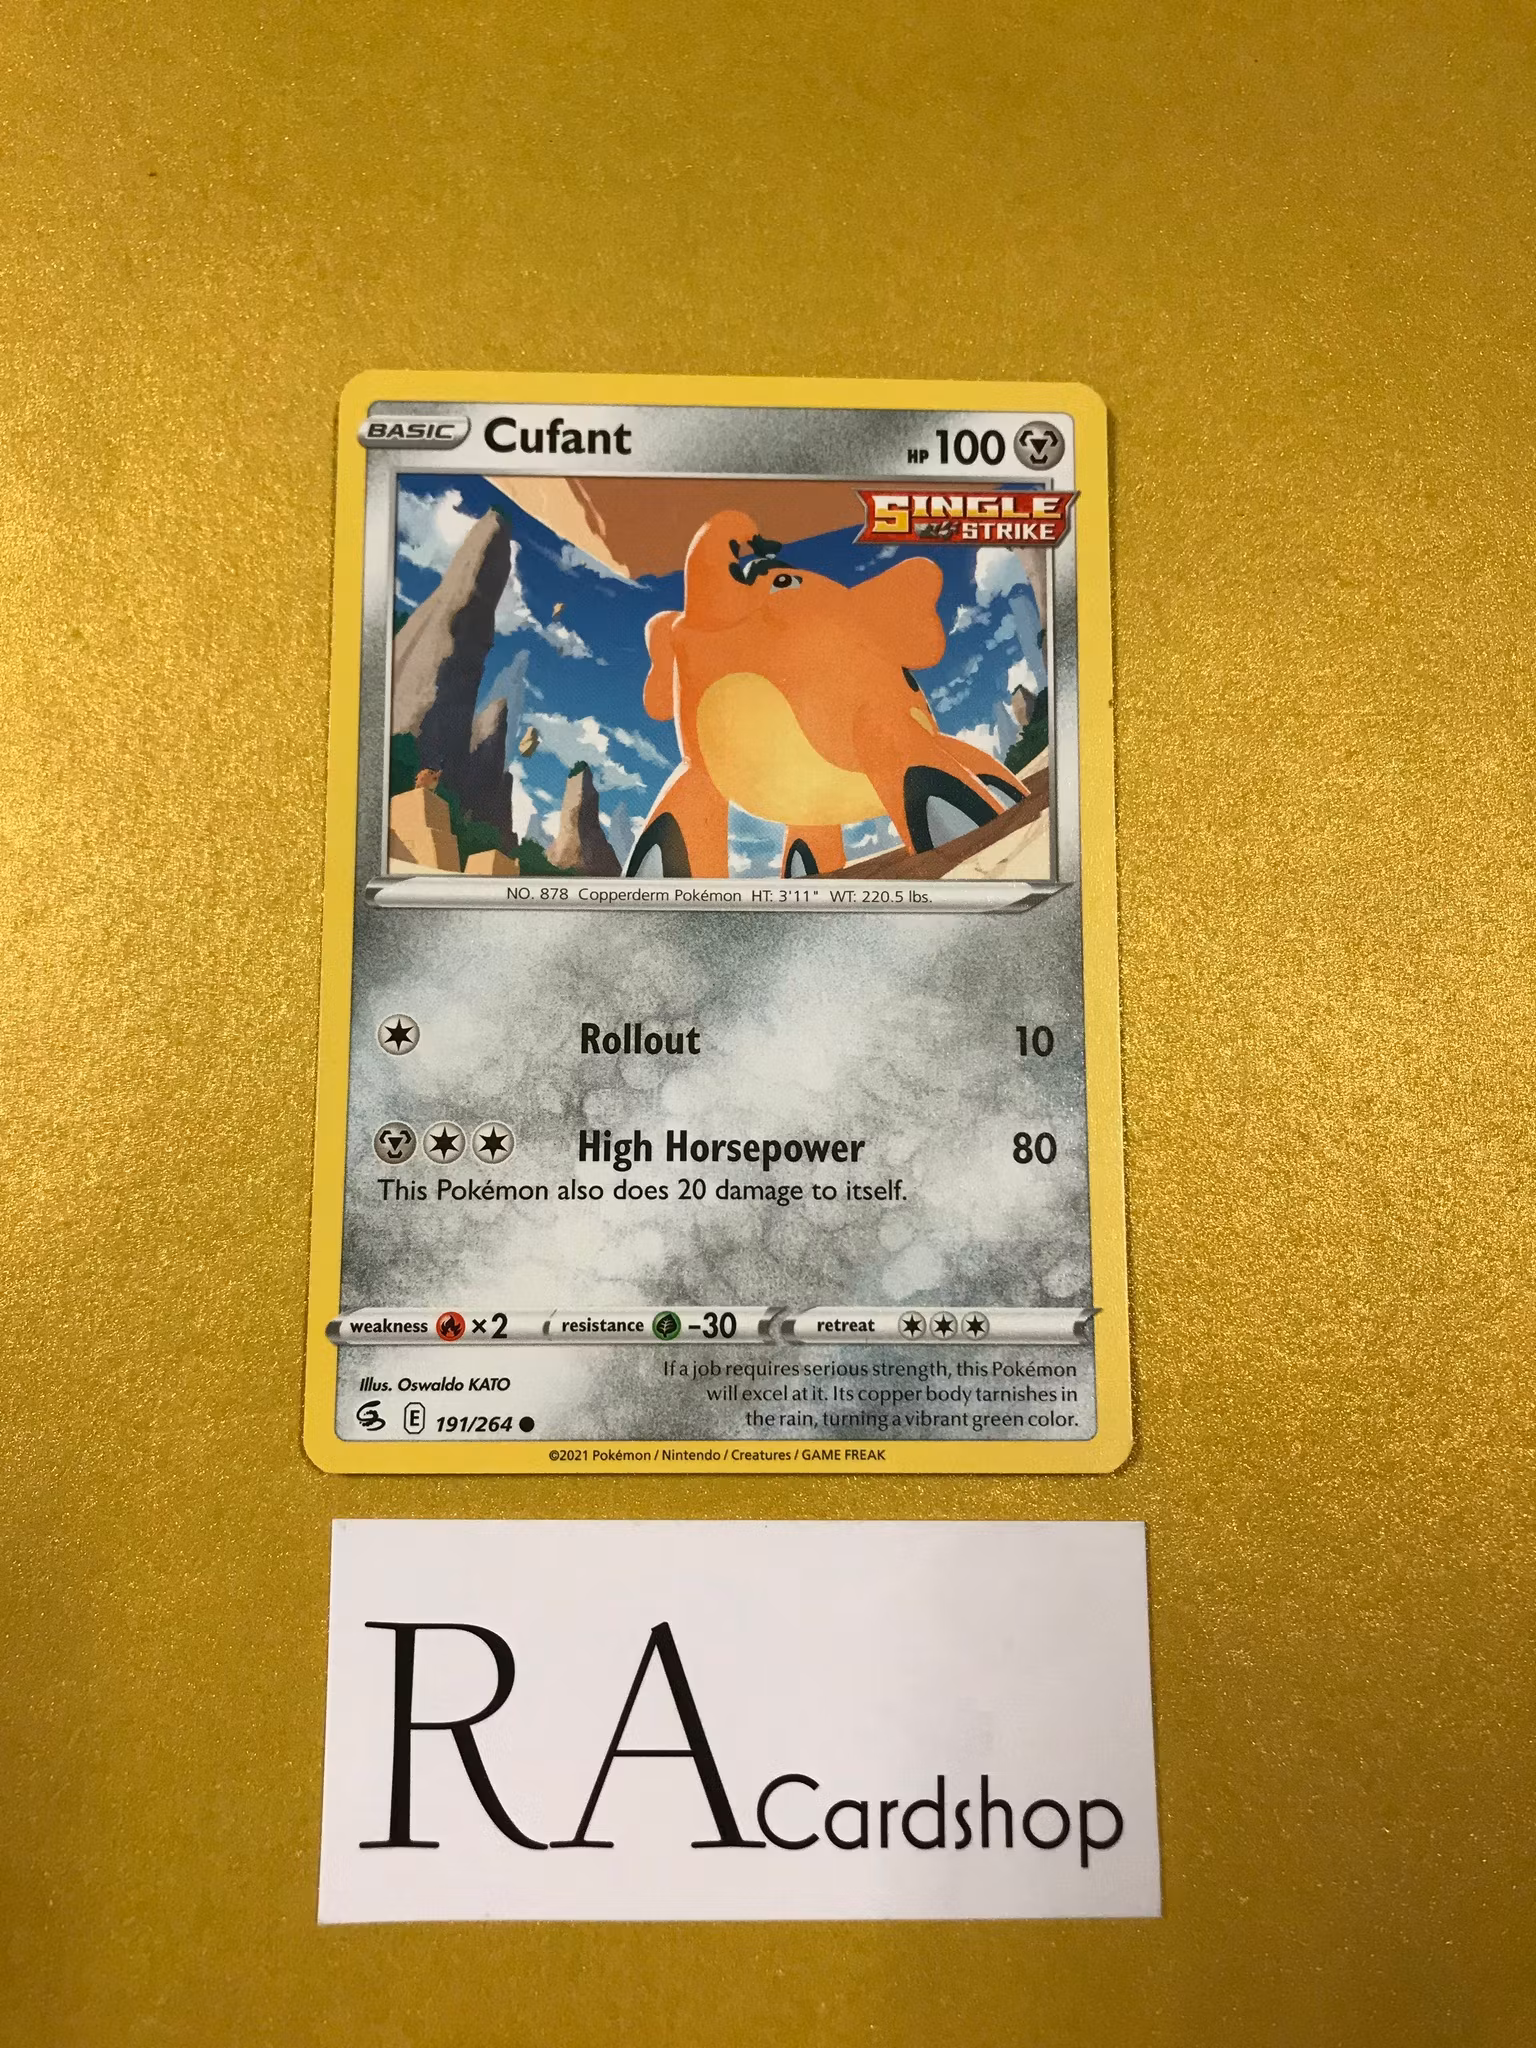 BASIC Cufant HP 100
SINGLE
STRIKE
NO. 878 Copperderm Pokémon HT: 3'11" WT: 220.5 lbs.
Rollout 10
High Horsepower 80
This Pokémon also does 20 damage to itself.
weakness ×2 resistance -30 retreat
If a job requires serious strength, this Pokémon
will excel at it. Its copper body tarnishes in
the rain, turning a vibrant green color.
Illus. Oswaldo KATO
E 191/264
©2021 Pokémon / Nintendo / Creatures / GAME FREAK
RA Cardshop